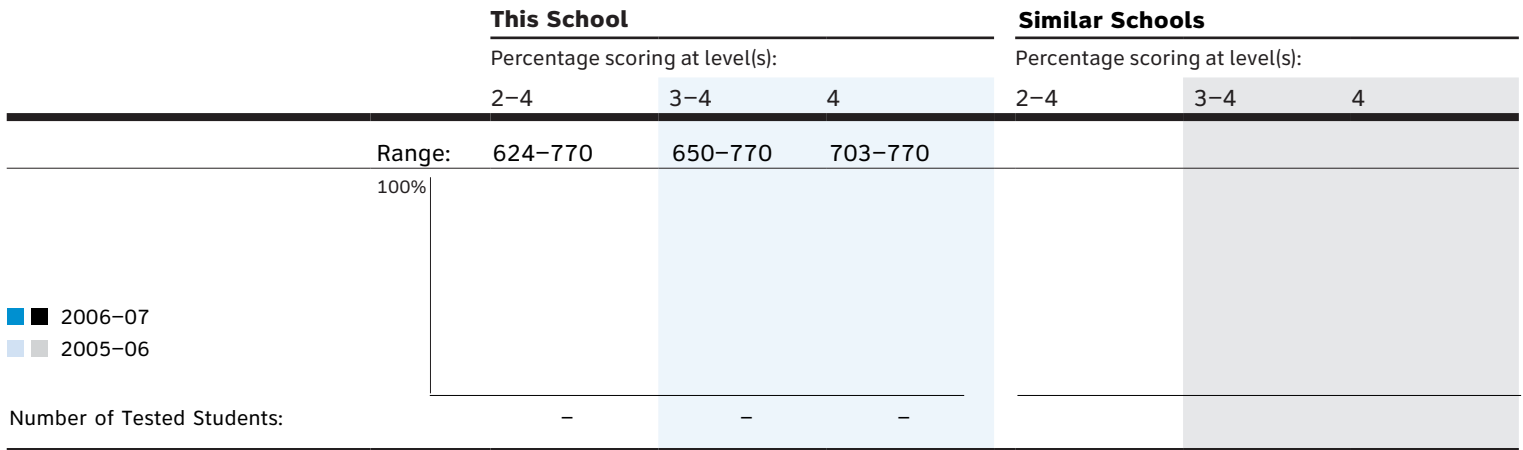 This School Similar Schools
Percentage scoring at level(s): Percentage scoring at level(s):
2–4 3–4 4 2–4 3–4 4
Range: 624–770 650–770 703–770
100%
2006–07
2005–06
Number of Tested Students: – – –